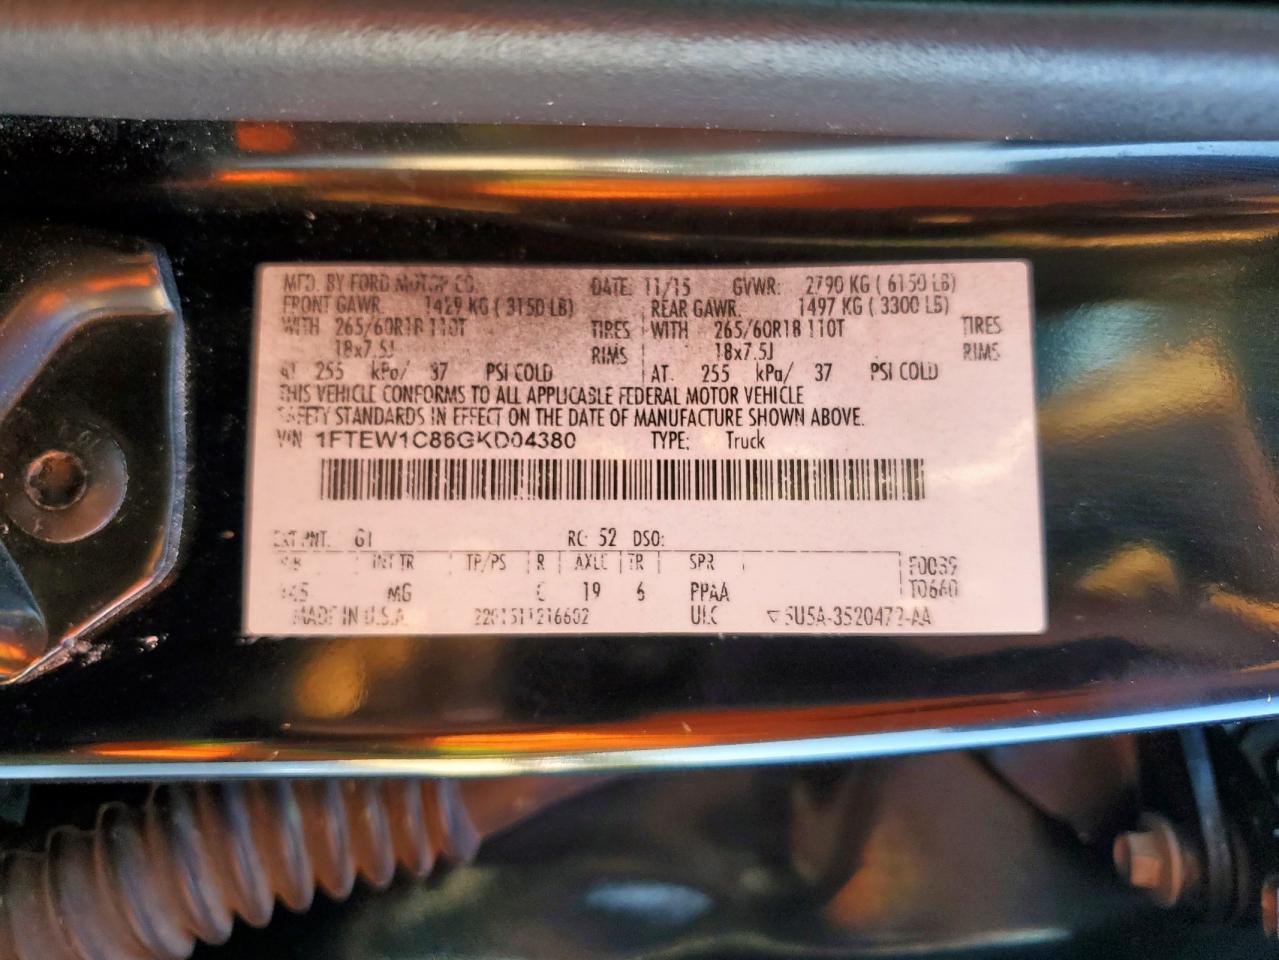 MFD. BY FORD MOTOR CO. DATE: 11/15 GVWR: 2790 KG ( 6150 LB)
FRONT GAWR: 1429 KG ( 3150 LB) REAR GAWR: 1497 KG ( 3300 LB)
WITH 265/60R18 110T TIRES WITH 265/60R18 110T TIRES
18x7.5J RIMS 18x7.5J RIMS
AT 255 kPa/ 37 PSI COLD AT 255 kPa/ 37 PSI COLD
THIS VEHICLE CONFORMS TO ALL APPLICABLE FEDERAL MOTOR VEHICLE
SAFETY STANDARDS IN EFFECT ON THE DATE OF MANUFACTURE SHOWN ABOVE.
VIN 1FTEW1C86GKD04380 TYPE: Truck
EXT PNT: G1 RC: 52 DSO:
WB INT TR TP/PS R AXLE TR SPR F0039
145 MG 19 6 PPAA T0660
MADE IN U.S.A. 2201511216602 5U5A-3520472-AA